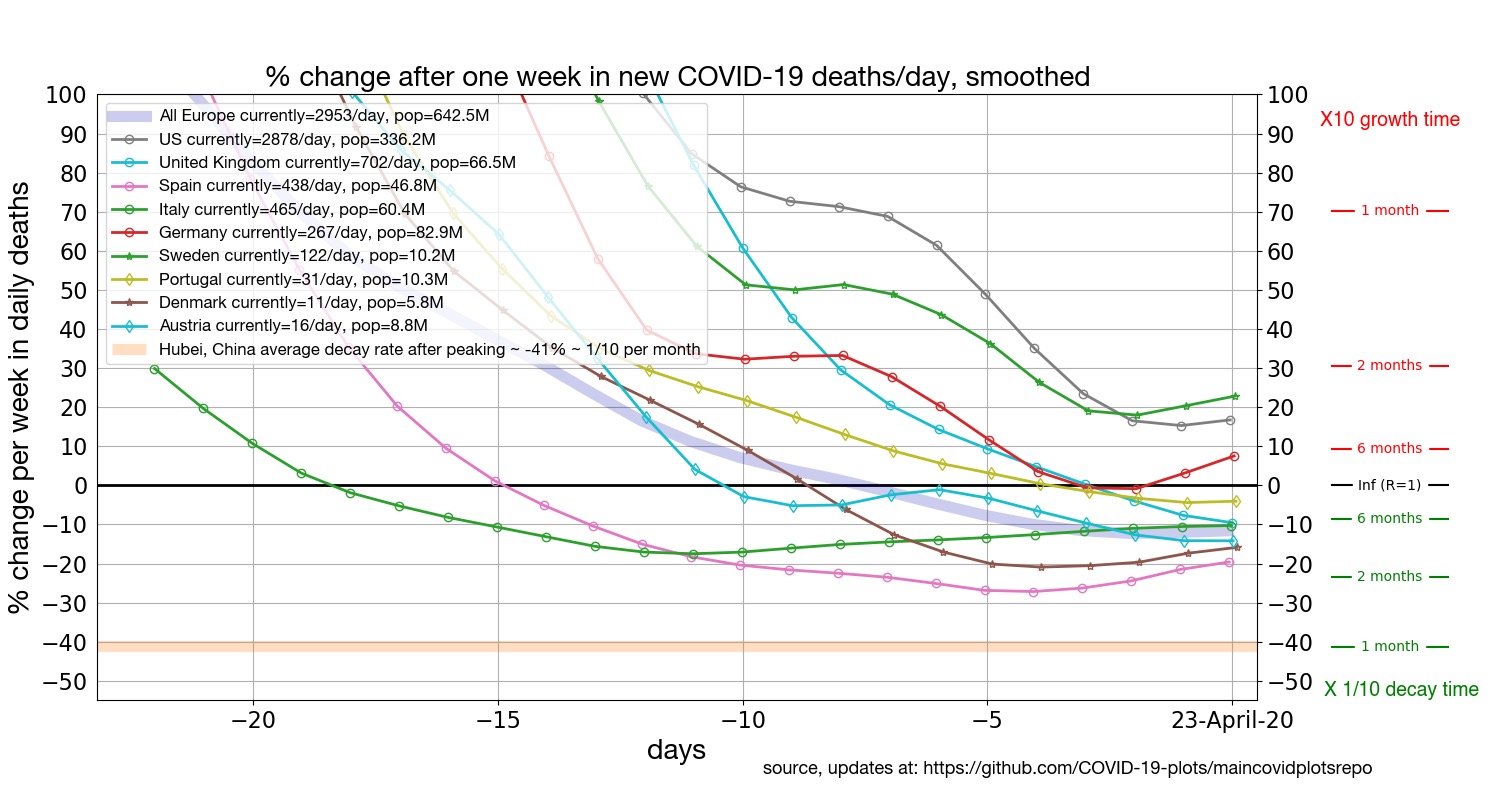 % change after one week in new COVID-19 deaths/day, smoothed
% change per week in daily deaths
100
90
80
70
60
50
40
30
20
10
0
−10
−20
−30
−40
−50
All Europe currently=2953/day, pop=642.5M
US currently=2878/day, pop=336.2M
United Kingdom currently=702/day, pop=66.5M
Spain currently=438/day, pop=46.8M
Italy currently=465/day, pop=60.4M
Germany currently=267/day, pop=82.9M
Sweden currently=122/day, pop=10.2M
Portugal currently=31/day, pop=10.3M
Denmark currently=11/day, pop=5.8M
Austria currently=16/day, pop=8.8M
Hubei, China average decay rate after peaking ~ -41% ~ 1/10 per month
100
90
80
70
60
50
40
30
20
10
0
−10
−20
−30
−40
−50
X10 growth time
1 month
2 months
6 months
Inf (R=1)
6 months
2 months
1 month
X 1/10 decay time
−20 −15 −10 −5 23-April-20
days
source, updates at: https://github.com/COVID-19-plots/maincovidplotsrepo